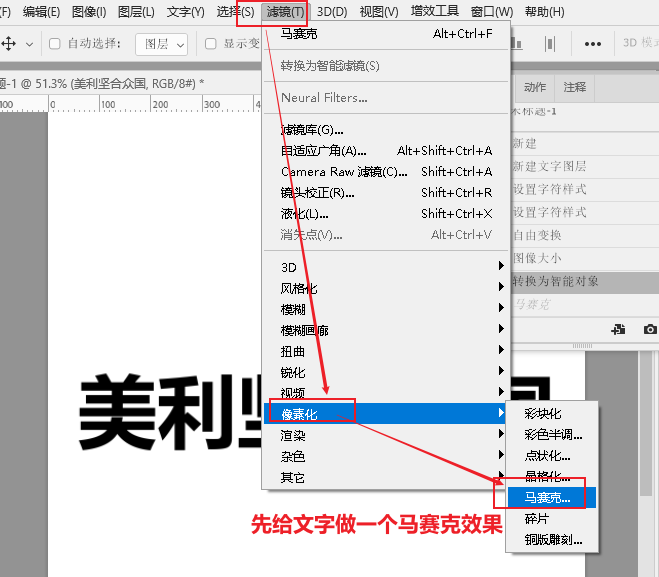 (F) 编辑(E) 图像(I) 图层(L) 文字(Y) 选择(S) 滤镜(T) 3D(D) 视图(V) 增效工具 窗口(W) 帮助(H)
自动选择: 图层 显示变 3D 模
题-1 @ 51.3% (美利坚合众国, RGB/8#) *
100 0 100 200 300 4
马赛克 Alt+Ctrl+F
转换为智能滤镜(S)
Neural Filters...
滤镜库(G)...
自适应广角(A)... Alt+Shift+Ctrl+A
Camera Raw 滤镜(C)... Shift+Ctrl+A
镜头校正(R)... Shift+Ctrl+R
液化(L)... Shift+Ctrl+X
消失点(V)... Alt+Ctrl+V
3D
风格化
模糊
模糊画廊
扭曲
锐化
视频
像素化
渲染
杂色
其它
动作 注释
未标题-1
新建
新建文字图层
设置字符样式
设置字符样式
自由变换
图像大小
转换为智能对象
马赛克
美利坚 国
彩块化
彩色半调...
点状化...
晶格化...
马赛克...
碎片
铜版雕刻...
先给文字做一个马赛克效果